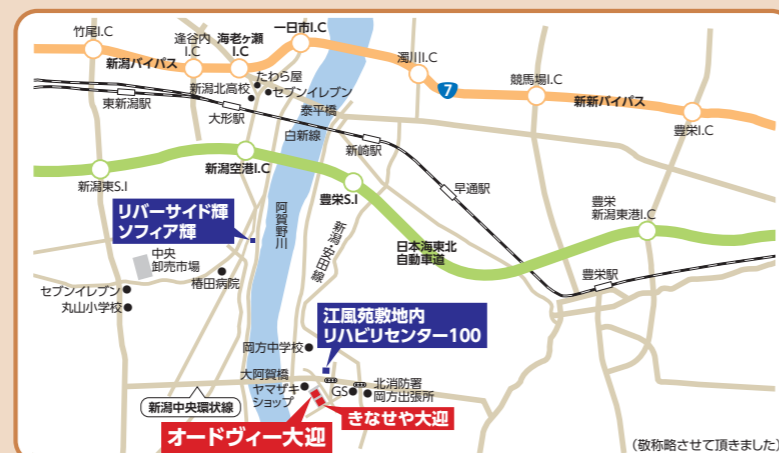 竹尾I.C
逢谷内
I.C
海老ヶ瀬
I.C
一日市I.C
新潟バイパス
たわら屋
新潟北高校
セブンイレブン
東新潟駅
大形駅
泰平橋
白新線
濁川I.C
7
競馬場I.C
新新バイパス
豊栄I.C
新崎駅
新潟空港I.C
新潟東S.I
豊栄S.I
早通駅
リバーサイド輝
ソフィア輝
阿賀野川
新潟・安田線
日本海東北
自動車道
豊栄
新潟東港I.C
豊栄駅
中央
卸売市場
椿田病院
セブンイレブン
丸山小学校
江風苑敷地内
リハビリセンター100
岡方中学校
大阿賀橋
ヤマザキ
ショップ
GS
北消防署
岡方出張所
新潟中央環状線
きなせや大迎
オードヴィー大迎
(敬称略させて頂きました)